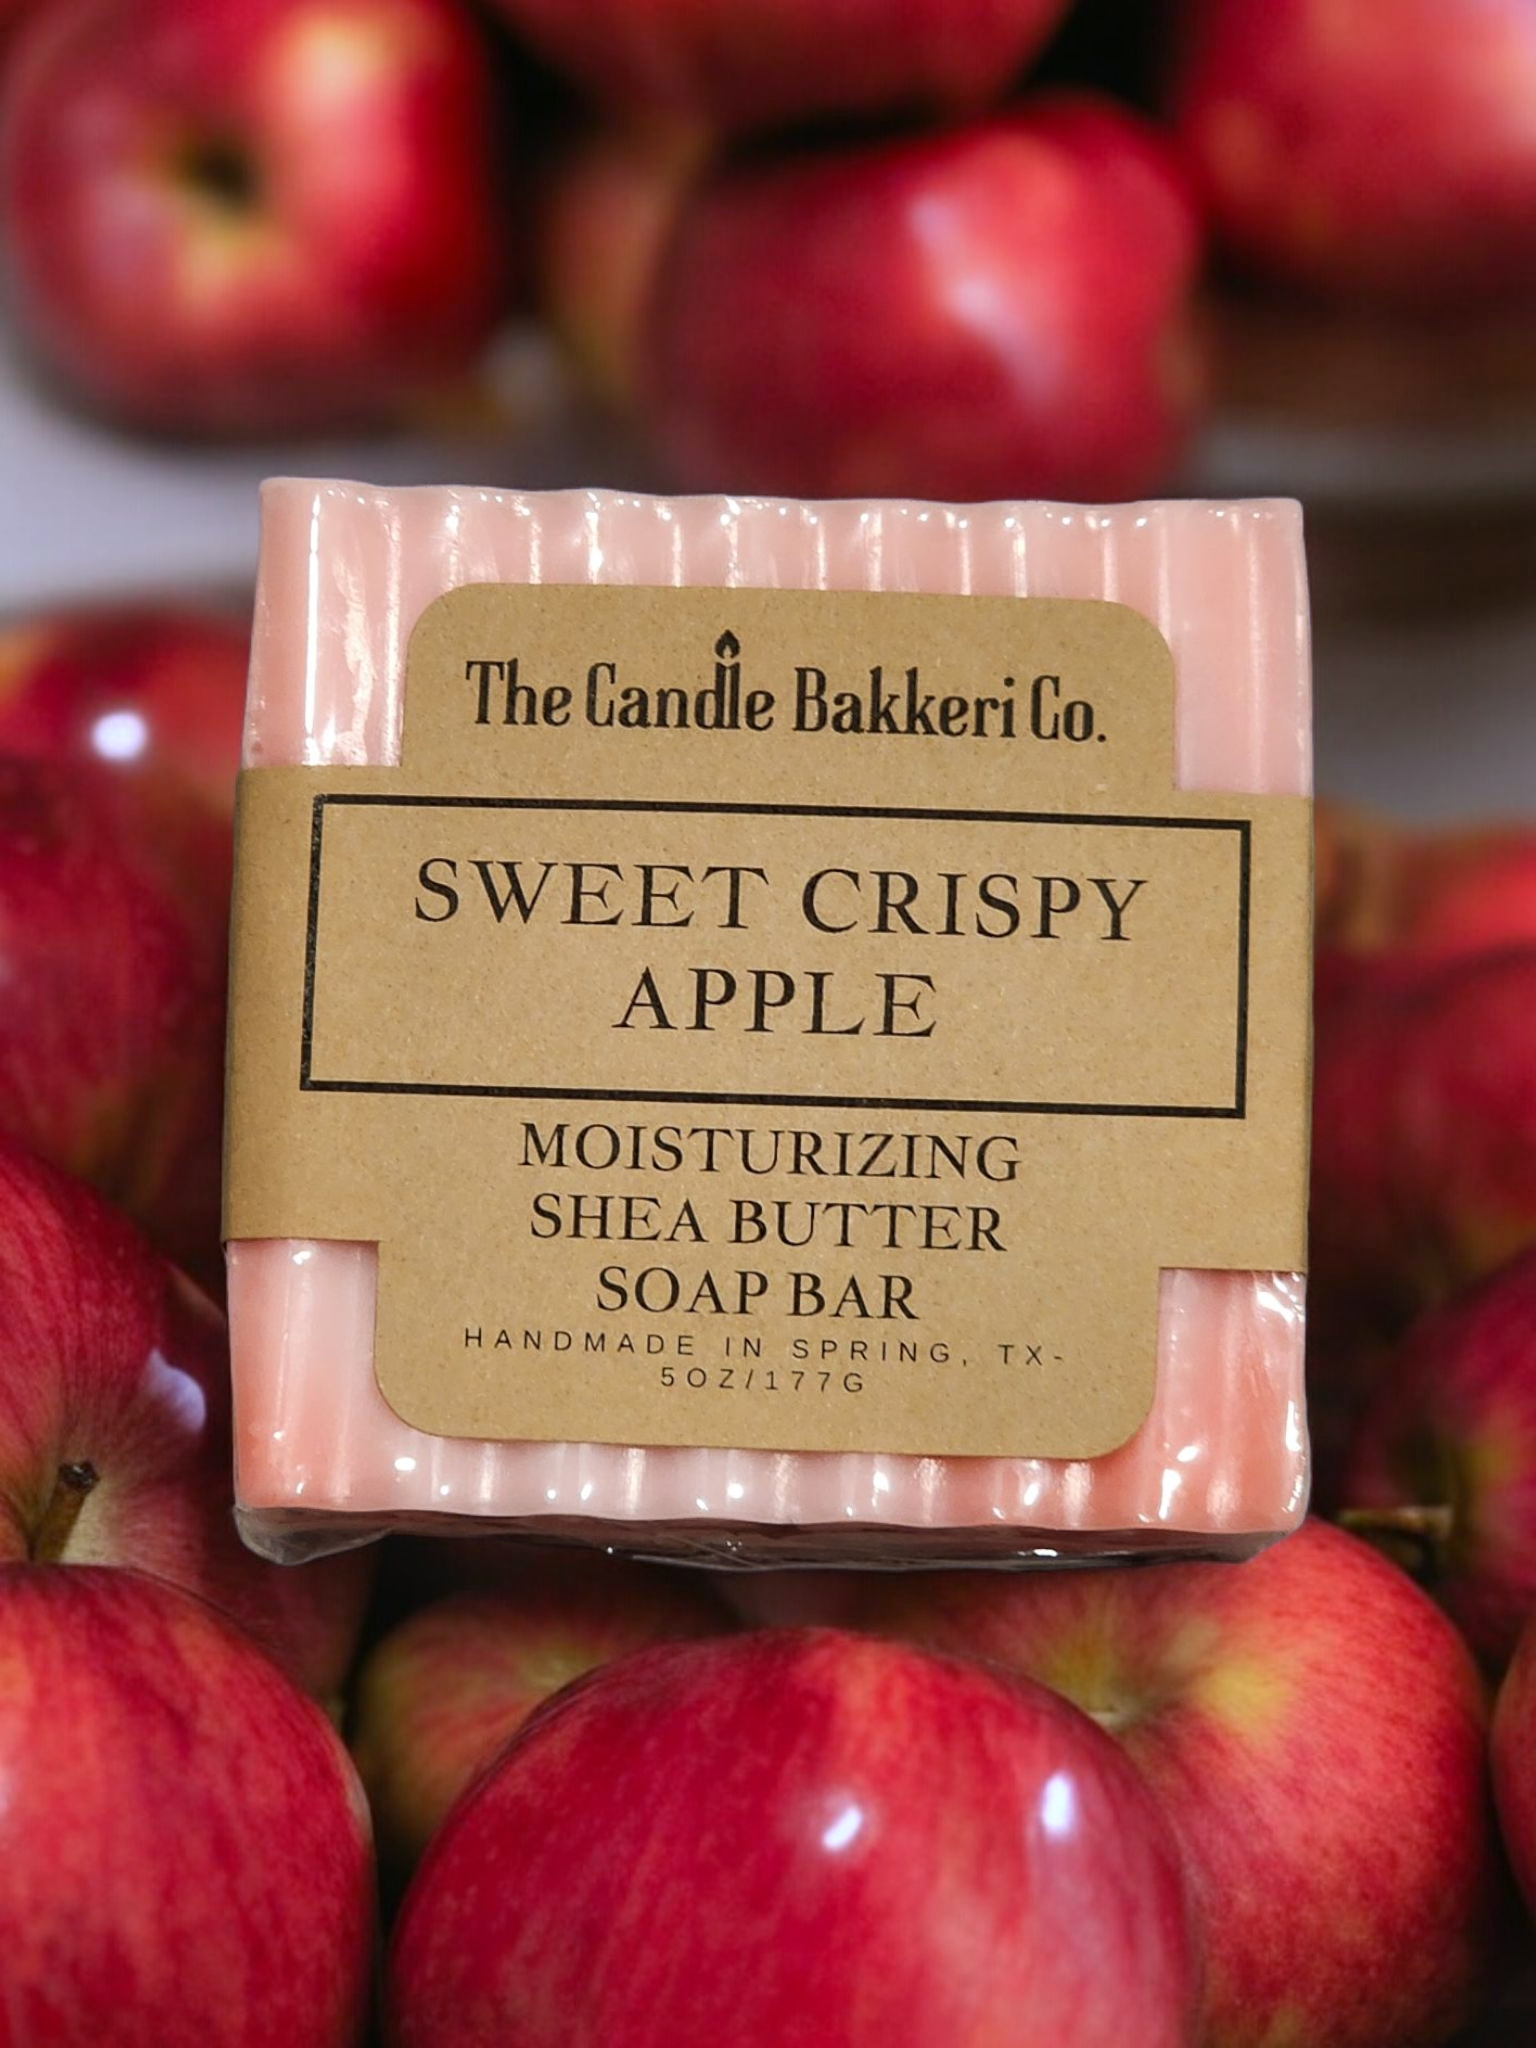 The Candle Bakkeri Co.
SWEET CRISPY
APPLE
MOISTURIZING
SHEA BUTTER
SOAP BAR
HANDMADE IN SPRING, TX-
5OZ/177G